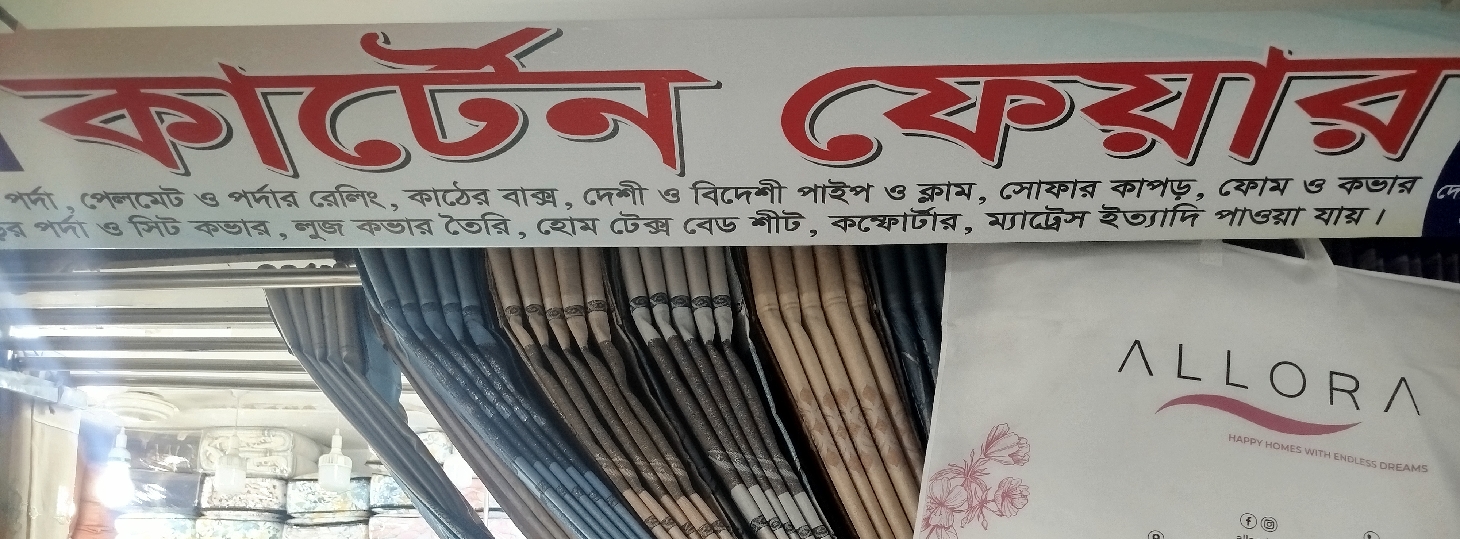 কার্টেন ফেয়ার
পর্দা, পেলমেট ও পর্দার রেলিং, কাঠের বাক্স, দেশী ও বিদেশী পাইপ ও ক্লাম, সোফার কাপড়, ফোম ও কভার
পর্দা ও সিট কভার, লুজ কভার তৈরি, হোম টেক্স বেড শীট, কম্ফোর্টার, ম্যাট্রেস ইত্যাদি পাওয়া যায়।
ALLORA
HAPPY HOMES WITH ENDLESS DREAMS